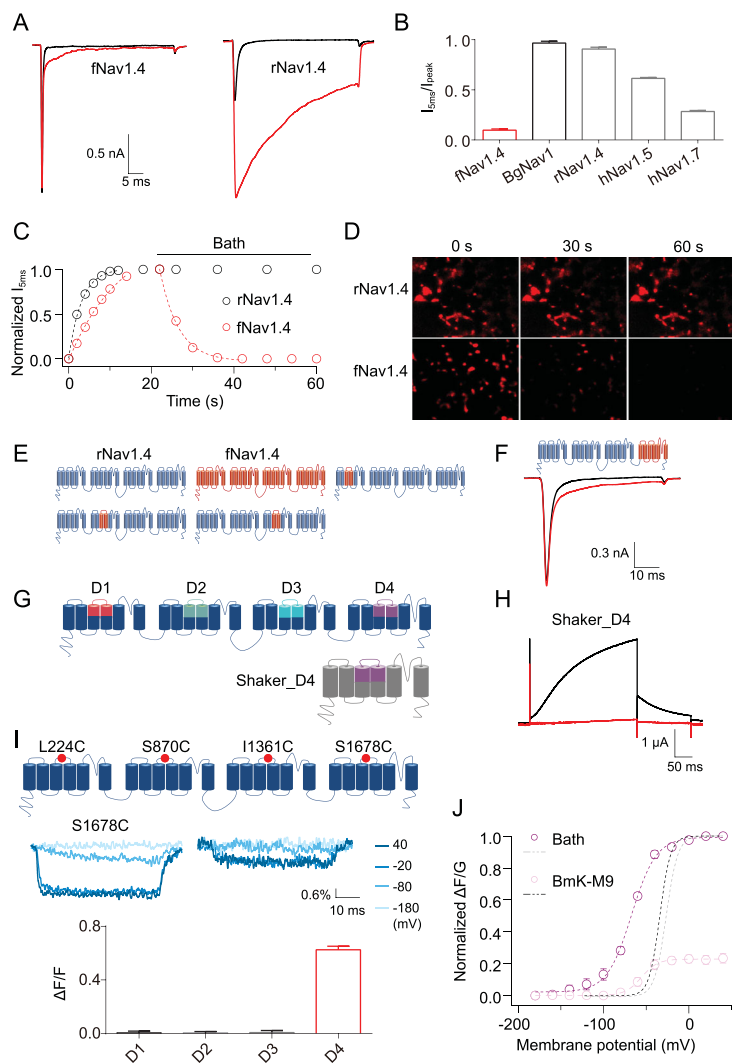 A
fNav1.4
rNav1.4
0.5 nA
5 ms
B
I5ms/Ipeak
1.0
0.5
0.0
fNav1.4
BgNav1
rNav1.4
hNav1.5
hNav1.7
C
Bath
Normalized I5ms
1.0
0.5
0.0
rNav1.4
fNav1.4
0 20 40 60
Time (s)
D
0 s 30 s 60 s
rNav1.4
fNav1.4
E
rNav1.4 fNav1.4
F
0.3 nA
10 ms
G
D1 D2 D3 D4
Shaker_D4
H
Shaker_D4
1 µA
50 ms
I
L224C S870C I1361C S1678C
S1678C
40
-20
-80
-180
(mV)
0.6%
10 ms
ΔF/F
0.8
0.4
0.0
D1
D2
D3
D4
J
Normalized ΔF/G
1.0
0.8
0.6
0.4
0.2
0.0
Bath
BmK-M9
-200 -100 0
Membrane potential (mV)